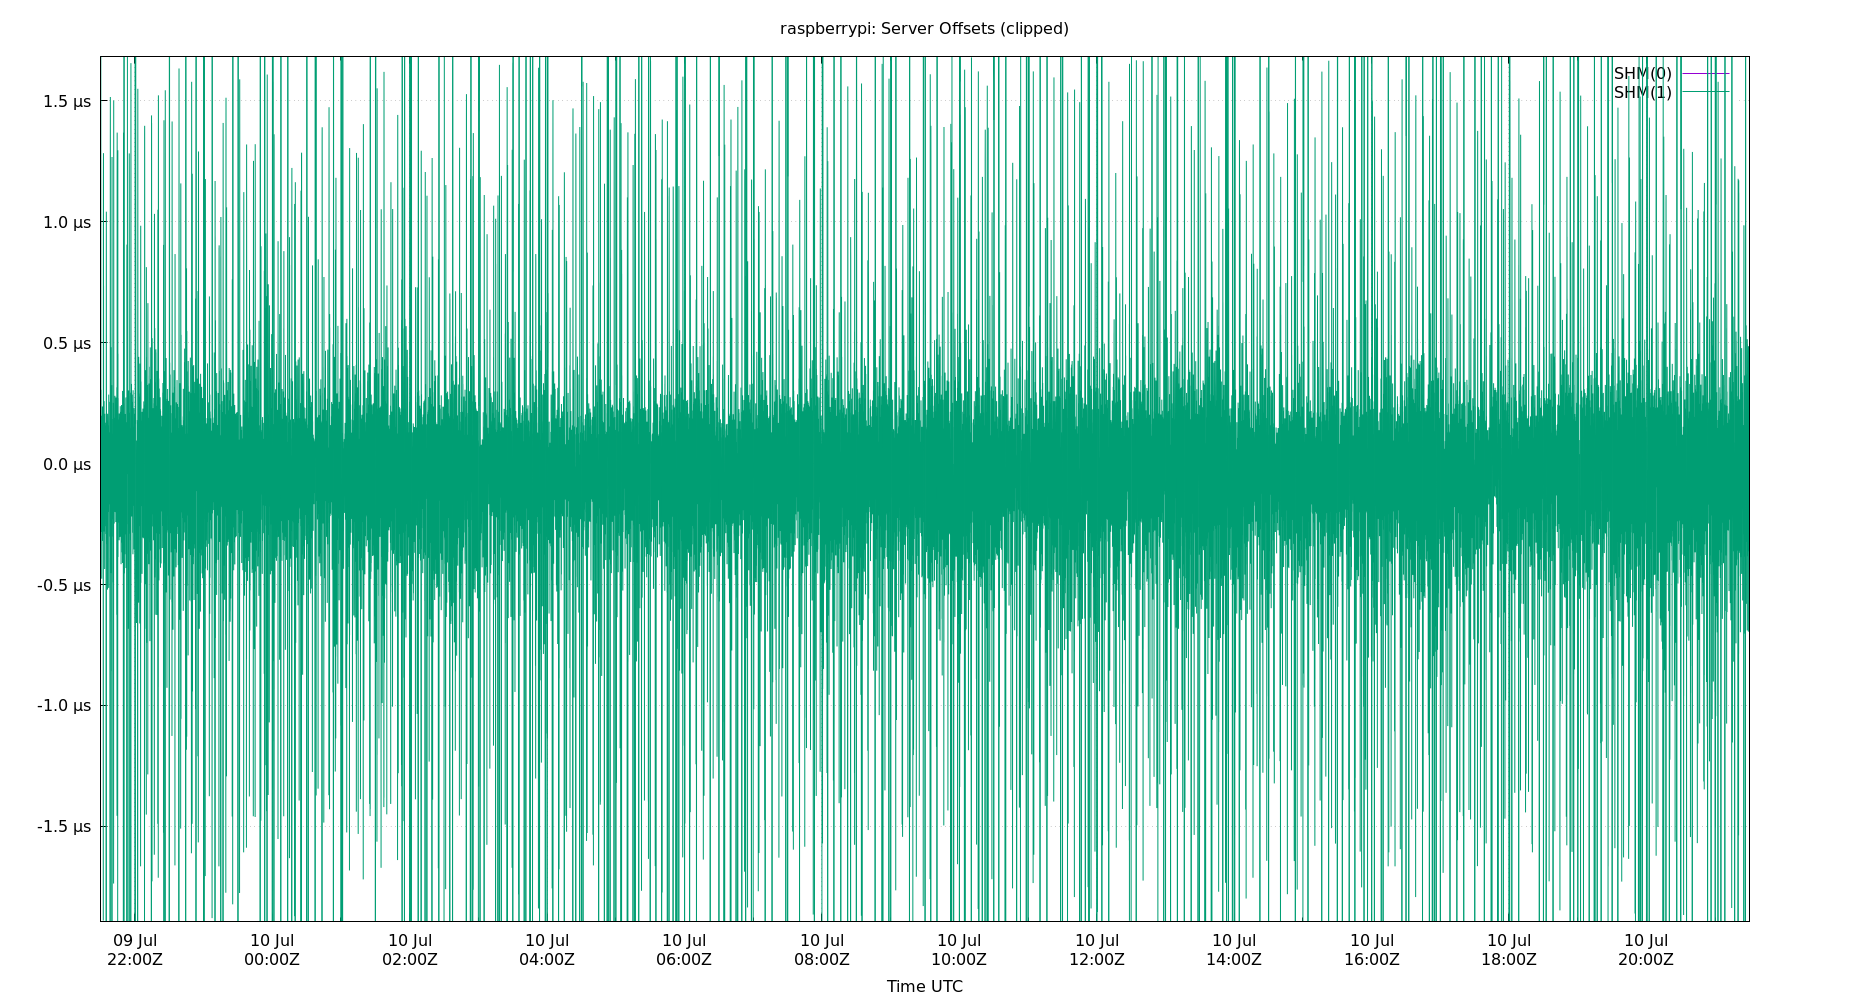 raspberrypi: Server Offsets (clipped)
SHM(0)
SHM(1)
1.5 µs
1.0 µs
0.5 µs
0.0 µs
-0.5 µs
-1.0 µs
-1.5 µs
09 Jul 10 Jul 10 Jul 10 Jul 10 Jul 10 Jul 10 Jul 10 Jul 10 Jul 10 Jul 10 Jul 10 Jul
22:00Z 00:00Z 02:00Z 04:00Z 06:00Z 08:00Z 10:00Z 12:00Z 14:00Z 16:00Z 18:00Z 20:00Z
Time UTC